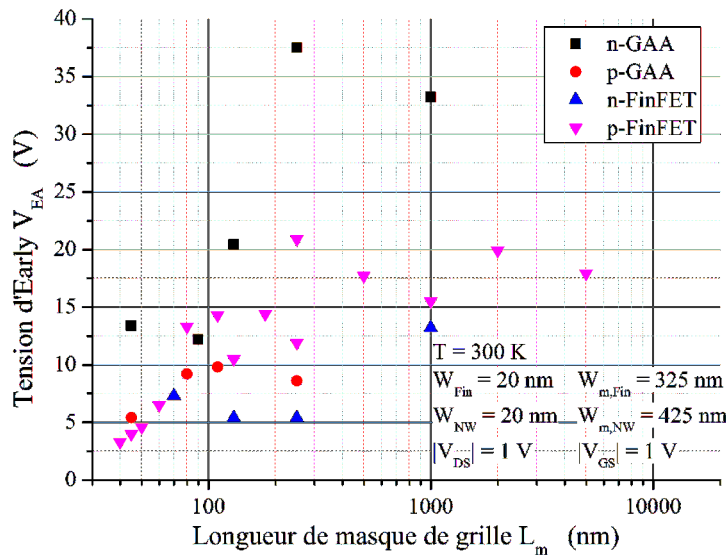 40
35
30
25
20
15
10
5
0
Tension d'Early V_EA (V)
n-GAA
p-GAA
n-FinFET
p-FinFET
T = 300 K
W_Fin = 20 nm W_m,Fin = 325 nm
W_NW = 20 nm W_m,NW = 425 nm
|V_DS| = 1 V |V_GS| = 1 V
100 1000 10000
Longueur de masque de grille L_m (nm)